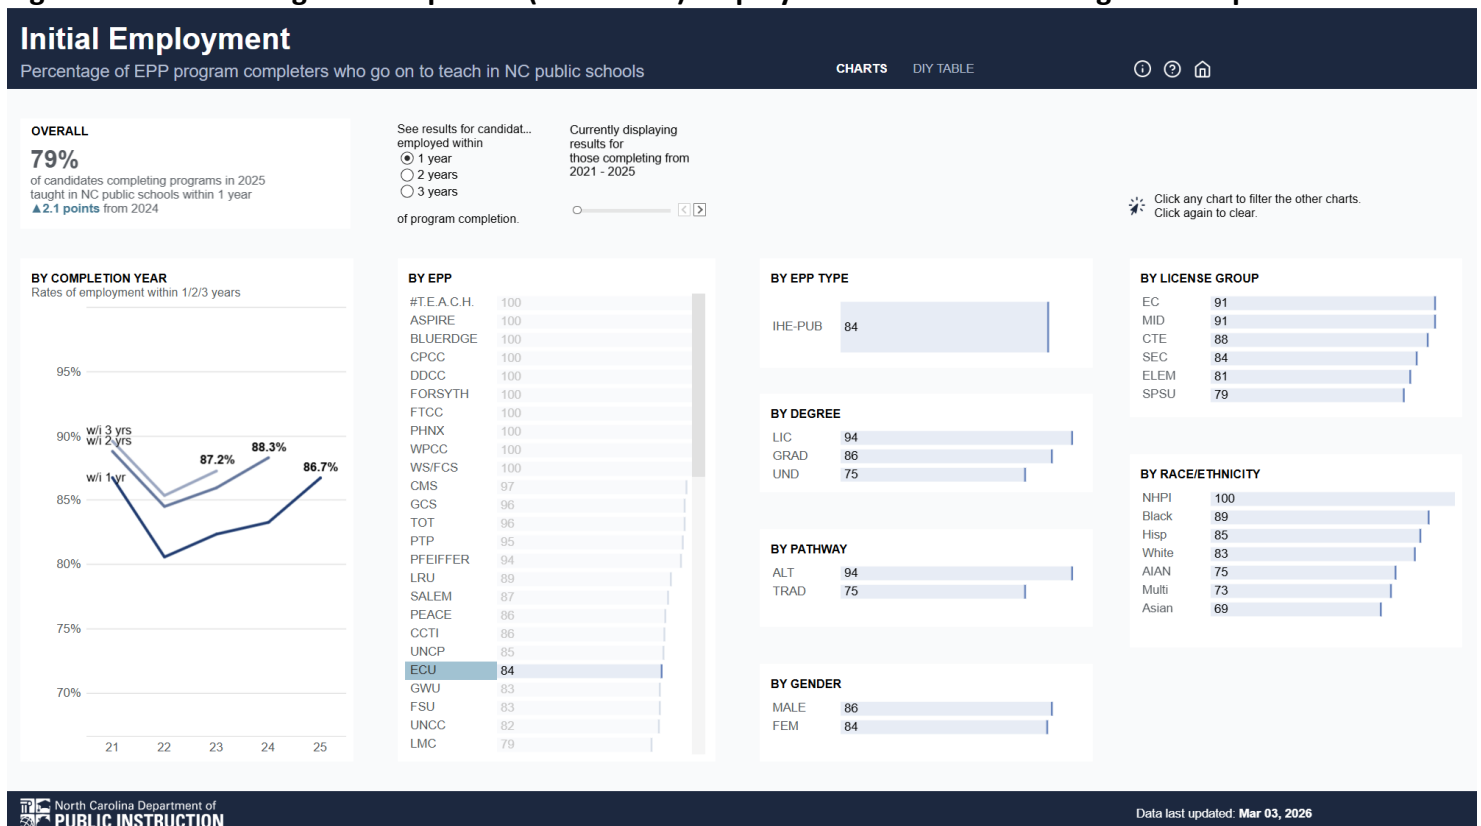 Initial Employment
Percentage of EPP program completers who go on to teach in NC public schools
CHARTS
DIY TABLE
OVERALL
79%
of candidates completing programs in 2025
taught in NC public schools within 1 year
▲2.1 points from 2024
See results for candidat...
employed within
1 year
2 years
3 years
of program completion.
Currently displaying
results for
those completing from
2021 - 2025
Click any chart to filter the other charts.
Click again to clear.
BY COMPLETION YEAR
Rates of employment within 1/2/3 years
95%
90%
85%
80%
75%
70%
w/i 3 yrs
w/i 2 yrs
w/i 1 yr
87.2%
88.3%
86.7%
21 22 23 24 25
BY EPP
#T.E.A.C.H. 100
ASPIRE 100
BLUERDGE 100
CPCC 100
DDCC 100
FORSYTH 100
FTCC 100
PHNX 100
WPCC 100
WS/FCS 100
CMS 97
GCS 96
TOT 96
PTP 95
PFEIFFER 94
LRU 89
SALEM 87
PEACE 86
CCTI 86
UNCP 85
ECU 84
GWU 83
FSU 83
UNCC 82
LMC 79
BY EPP TYPE
IHE-PUB 84
BY DEGREE
LIC 94
GRAD 86
UND 75
BY PATHWAY
ALT 94
TRAD 75
BY GENDER
MALE 86
FEM 84
BY LICENSE GROUP
EC 91
MID 91
CTE 88
SEC 84
ELEM 81
SPSU 79
BY RACE/ETHNICITY
NHPI 100
Black 89
Hisp 85
White 83
AIAN 75
Multi 73
Asian 69
North Carolina Department of
PUBLIC INSTRUCTION
Data last updated: Mar 03, 2026